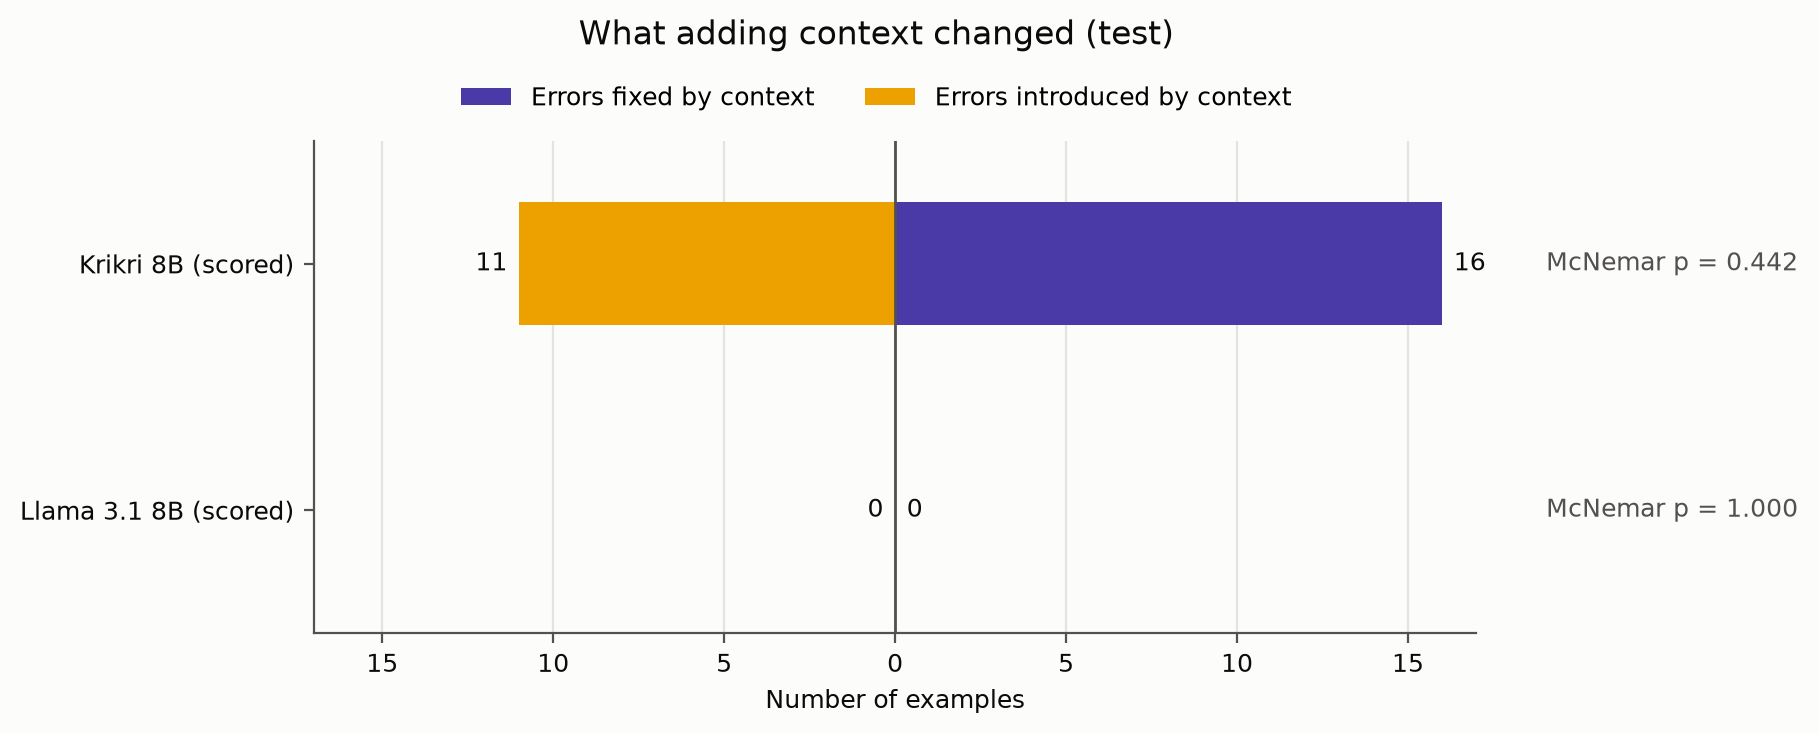 What adding context changed (test)
Errors fixed by context
Errors introduced by context
Krikri 8B (scored)
11
16
McNemar p = 0.442
Llama 3.1 8B (scored)
0
0
McNemar p = 1.000
15
10
5
0
5
10
15
Number of examples